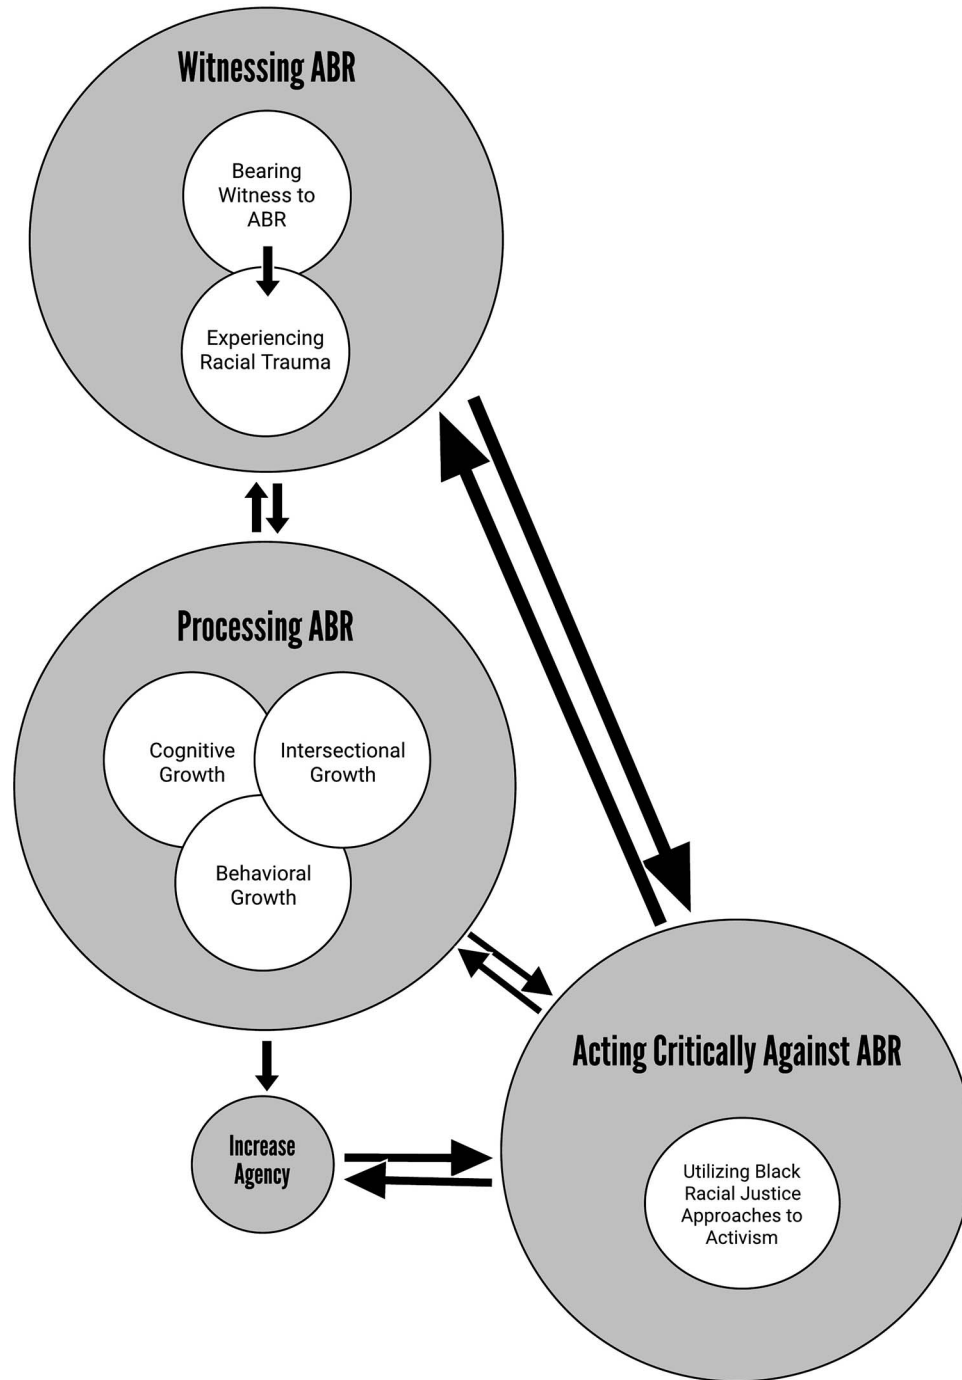 Witnessing ABR
Bearing
Witness to
ABR
Experiencing
Racial Trauma
Processing ABR
Cognitive
Growth
Intersectional
Growth
Behavioral
Growth
Increase
Agency
Acting Critically Against ABR
Utilizing Black
Racial Justice
Approaches to
Activism